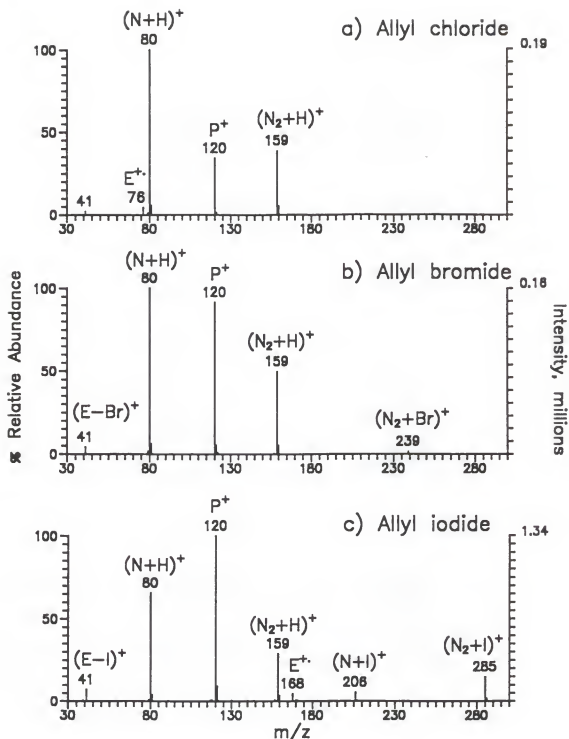 a) Allyl chloride
(N+H)⁺
80
100
50
0
0.19
P⁺
120
(N₂+H)⁺
159
E⁺·
76
41
30 80 130 180 230 280
b) Allyl bromide
(N+H)⁺
80
P⁺
120
100
50
0
0.18
(N₂+H)⁺
159
(E−Br)⁺
41
(N₂+Br)⁺
239
30 80 130 180 230 280
% Relative Abundance
Intensity, millions
c) Allyl iodide
P⁺
120
100
50
0
1.34
(N+H)⁺
80
(N₂+H)⁺
159
(E−I)⁺
41
E⁺·
168
(N+I)⁺
206
(N₂+I)⁺
285
30 80 130 180 230 280
m/z